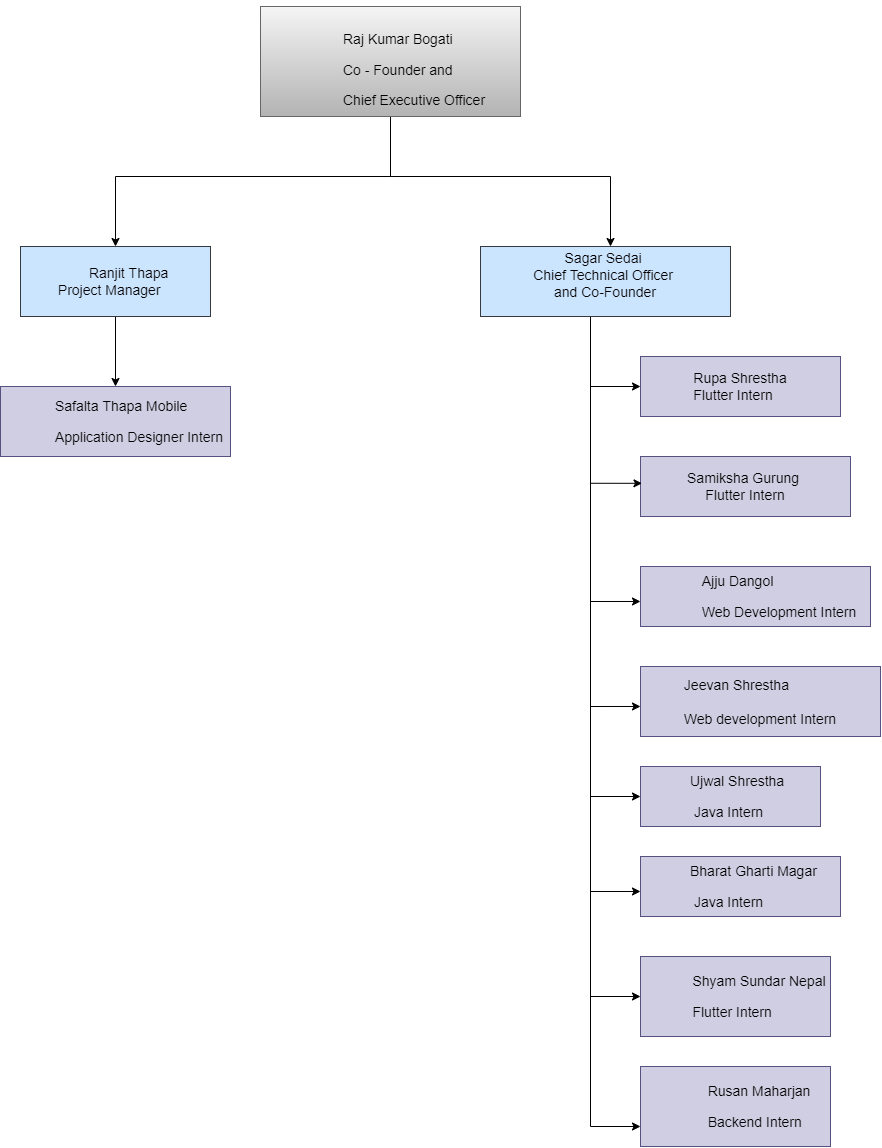 Raj Kumar Bogati
Co - Founder and
Chief Executive Officer
Ranjit Thapa
Project Manager
Sagar Sedai
Chief Technical Officer
and Co-Founder
Safalta Thapa Mobile
Application Designer Intern
Rupa Shrestha
Flutter Intern
Samiksha Gurung
Flutter Intern
Ajju Dangol
Web Development Intern
Jeevan Shrestha
Web development Intern
Ujwal Shrestha
Java Intern
Bharat Gharti Magar
Java Intern
Shyam Sundar Nepal
Flutter Intern
Rusan Maharjan
Backend Intern